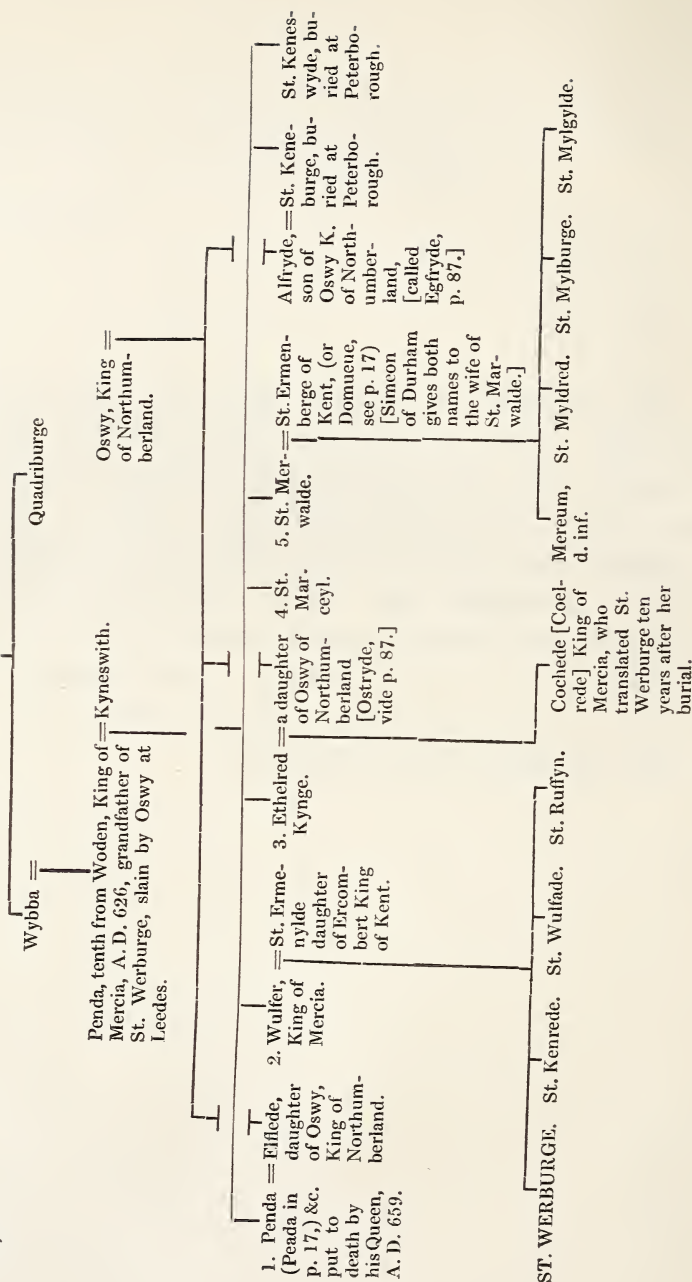 Wybba ==
Quadriburge
Penda, tenth from Woden, King of == Kyneswith.
Mercia, A. D. 626, grandfather of
St. Werburge, slain by Oswy at
Leedes.
Oswy, King ==
of Northum-
berland.
1. Penda
(Peada in
p. 17,) &c.
put to
death by
his Queen,
A. D. 659.
== Elflede,
daughter
of Oswy,
King of
Northum-
berland.
2. Wulfer,
King of
Mercia.
== St. Erme-
nylde
daughter
of Ercom-
bert King
of Kent.
3. Ethelred
Kynge.
== a daughter
of Oswy of
Northum-
berland
[Ostryde,
vide p. 87.]
4. St.
Mar-
ceyl.
5. St. Mer-
walde.
== St. Ermen-
berge of
Kent, (or
Domueue,
see p. 17)
[Simeon
of Durham
gives both
names to
the wife of
St. Mar-
walde.]
Alfryde,
son of
Oswy K.
of North-
umber-
land,
[called
Egfryde,
p. 87.]
== St. Kene-
burge, bu-
ried at
Peterbo-
rough.
St. Kenes-
wyde, bu-
ried at
Peterbo-
rough.
ST. WERBURGE.
St. Kenrede.
St. Wulfade.
St. Ruffyn.
Cochede [Coel-
rede] King of
Mercia, who
translated St.
Werburge ten
years after her
burial.
Mereum,
d. inf.
St. Myldred.
St. Mylburge.
St. Mylgylde.